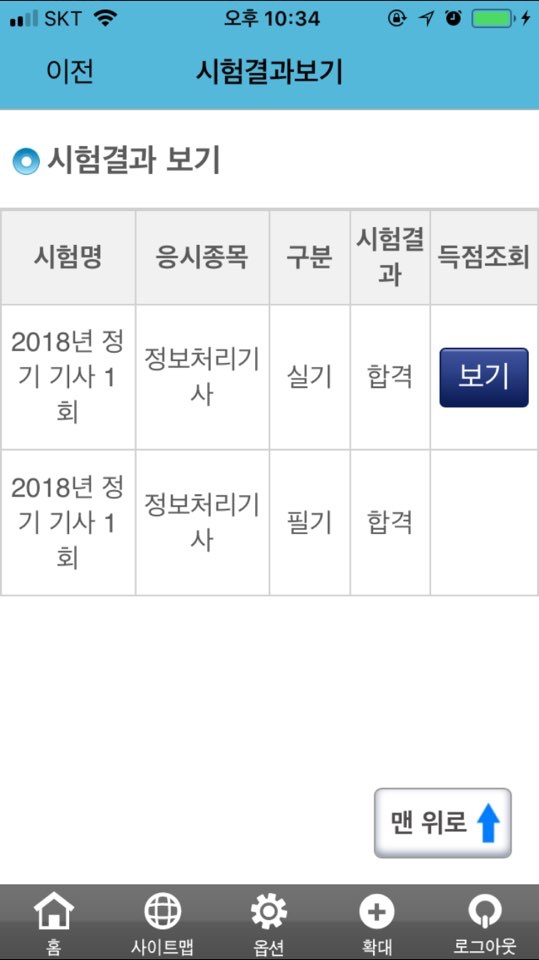 SKT 오후 10:34
이전 시험결과보기
시험결과 보기
시험명 응시종목 구분 시험결
과 득점조회
2018년 정
기 기사 1
회
정보처리기
사
실기
합격
보기
2018년 정
기 기사 1
회
정보처리기
사
필기
합격
맨 위로
홈 사이트맵 옵션 확대 로그아웃